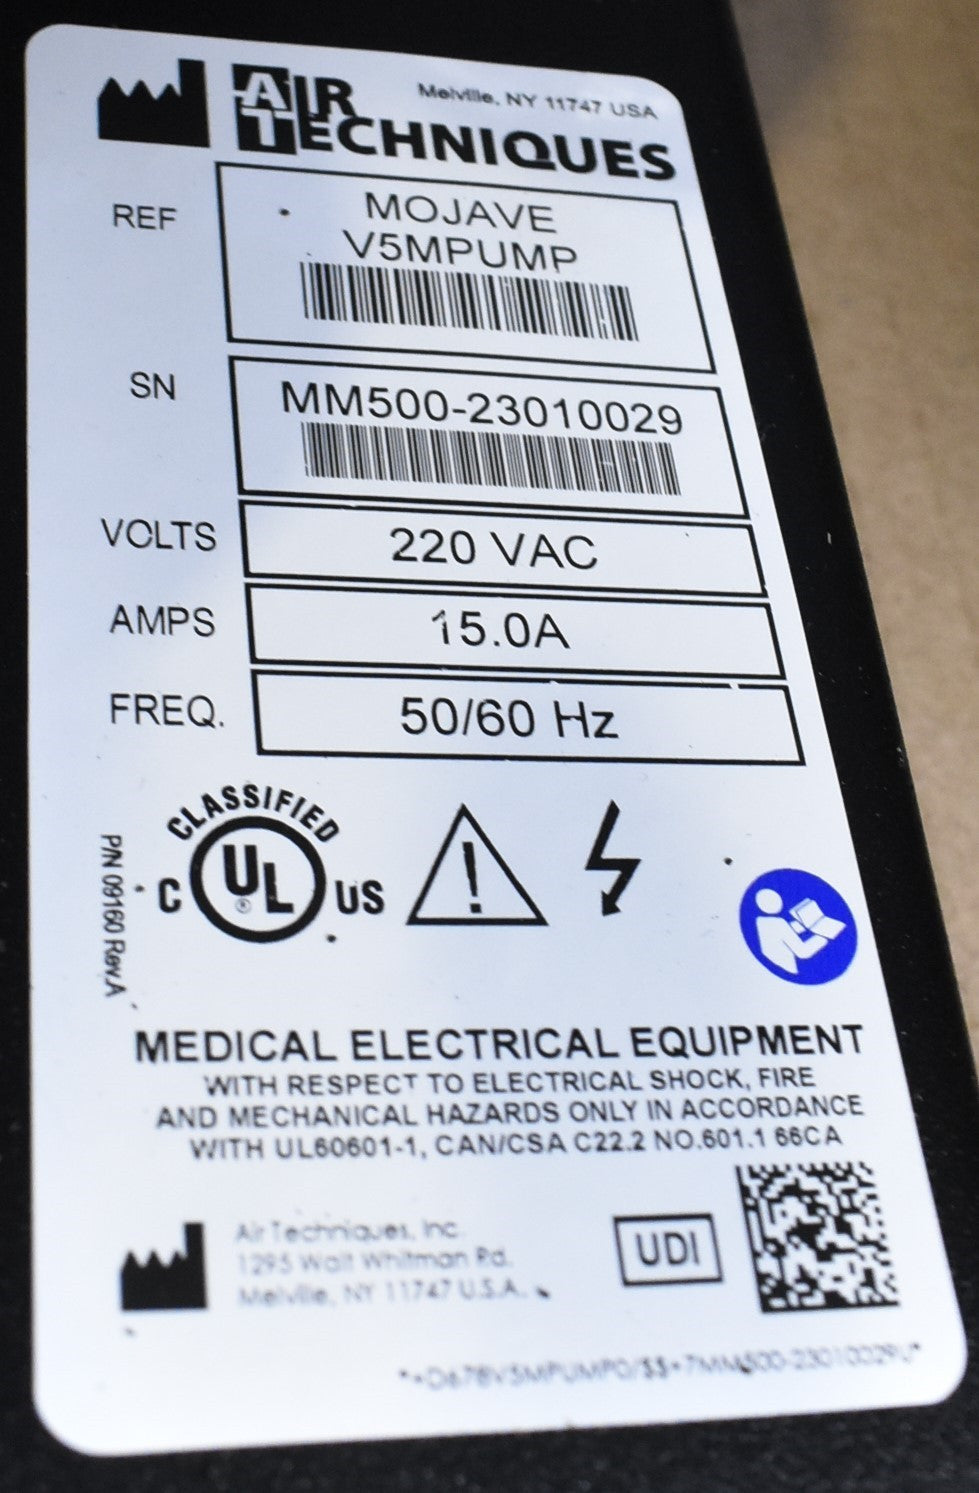 AIR
TECHNIQUES
Melville, NY 11747 USA
REF
MOJAVE
V5MPUMP
SN
MM500-23010029
VOLTS
220 VAC
AMPS
15.0A
FREQ.
50/60 Hz
P/N 09160 Rev.A
CLASSIFIED
C UL ® US
MEDICAL ELECTRICAL EQUIPMENT
WITH RESPECT TO ELECTRICAL SHOCK, FIRE
AND MECHANICAL HAZARDS ONLY IN ACCORDANCE
WITH UL60601-1, CAN/CSA C22.2 NO.601.1 66CA
Air Techniques, Inc.
1295 Walt Whitman Rd.
Melville, NY 11747 U.S.A.
UDI
*+D678V5MPUMP0/$$+7MM500-23010029U*